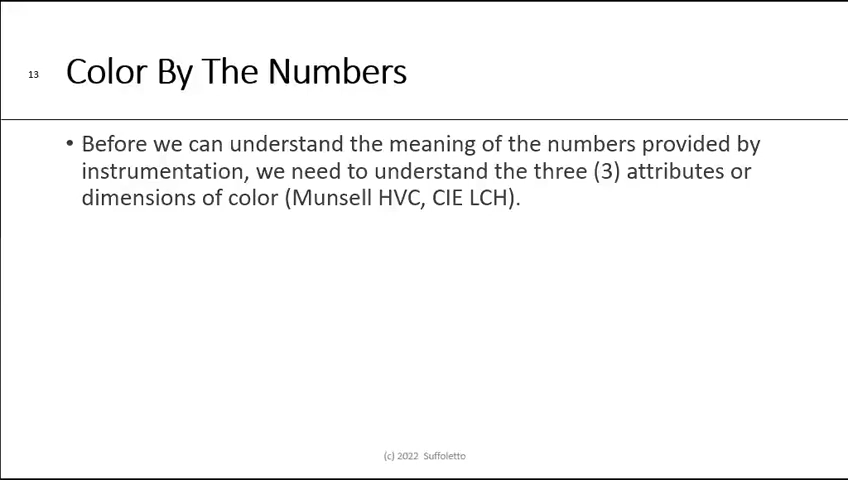 13
Color By The Numbers
• Before we can understand the meaning of the numbers provided by
instrumentation, we need to understand the three (3) attributes or
dimensions of color (Munsell HVC, CIE LCH).
(c) 2022 Suffoletto